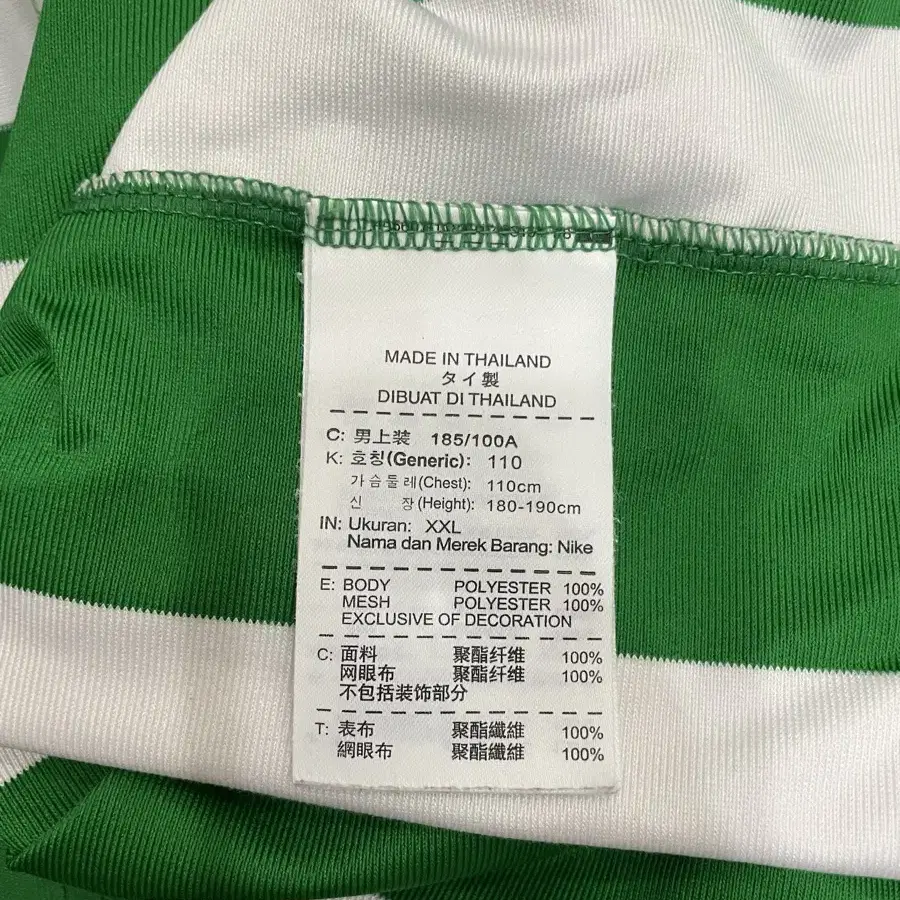 MADE IN THAILAND
タイ製
DIBUAT DI THAILAND
C: 男上装 185/100A
K: 호칭(Generic): 110
가슴둘레(Chest): 110cm
신 장(Height): 180-190cm
IN: Ukuran: XXL
Nama dan Merek Barang: Nike
E: BODY POLYESTER 100%
MESH POLYESTER 100%
EXCLUSIVE OF DECORATION
C: 面料 聚酯纤维 100%
网眼布 聚酯纤维 100%
不包括装饰部分
T: 表布 聚酯纖維 100%
網眼布 聚酯纖維 100%